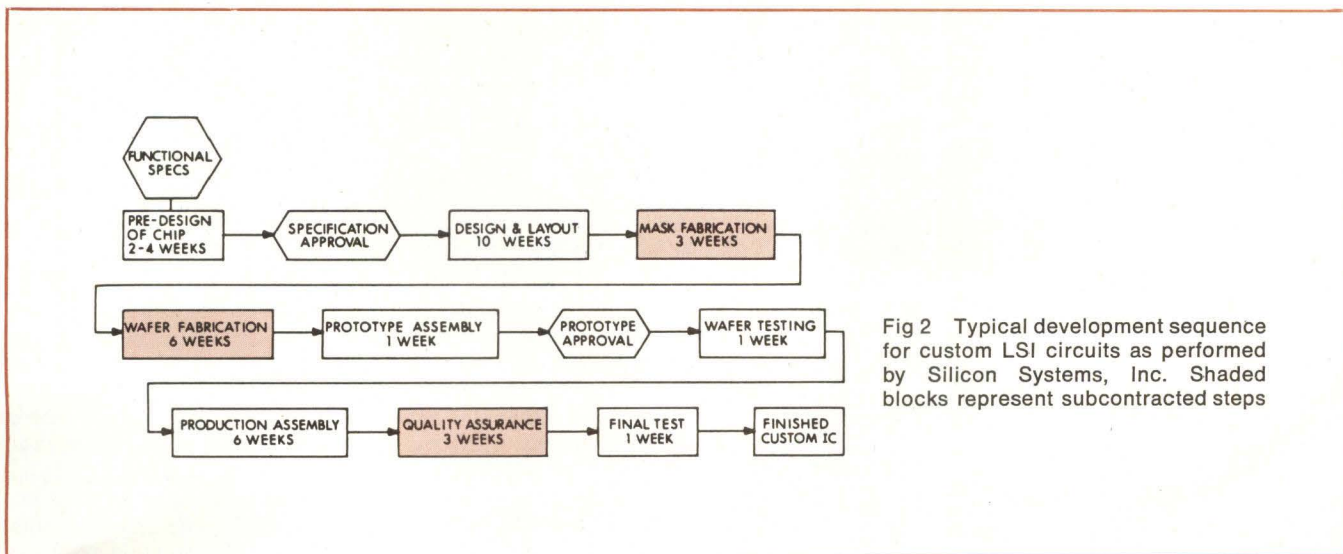 FUNCTIONAL
SPECS
PRE-DESIGN
OF CHIP
2-4 WEEKS
SPECIFICATION
APPROVAL
DESIGN & LAYOUT
10 WEEKS
MASK FABRICATION
3 WEEKS
WAFER FABRICATION
6 WEEKS
PROTOTYPE ASSEMBLY
1 WEEK
PROTOTYPE
APPROVAL
WAFER TESTING
1 WEEK
PRODUCTION ASSEMBLY
6 WEEKS
QUALITY ASSURANCE
3 WEEKS
FINAL TEST
1 WEEK
FINISHED
CUSTOM IC
Fig 2 Typical development sequence
for custom LSI circuits as performed
by Silicon Systems, Inc. Shaded
blocks represent subcontracted steps